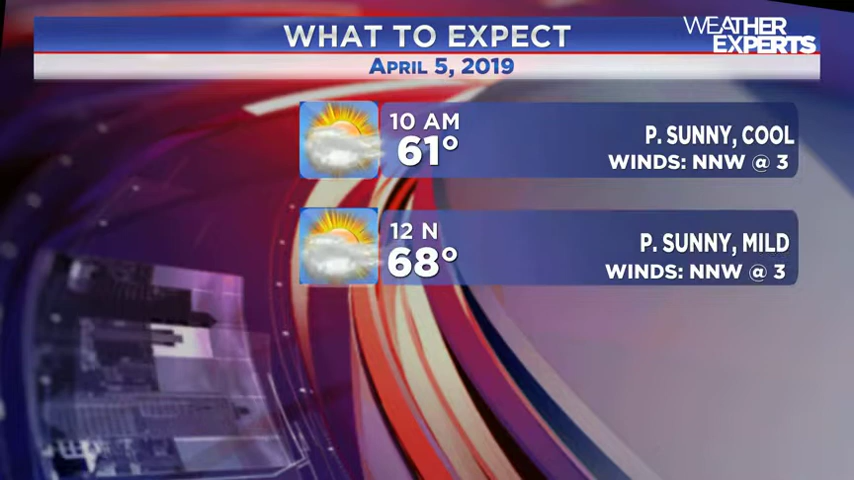 WHAT TO EXPECT
WEATHER
EXPERTS
APRIL 5, 2019
10 AM
61°
P. SUNNY, COOL
WINDS: NNW @ 3
12 N
68°
P. SUNNY, MILD
WINDS: NNW @ 3